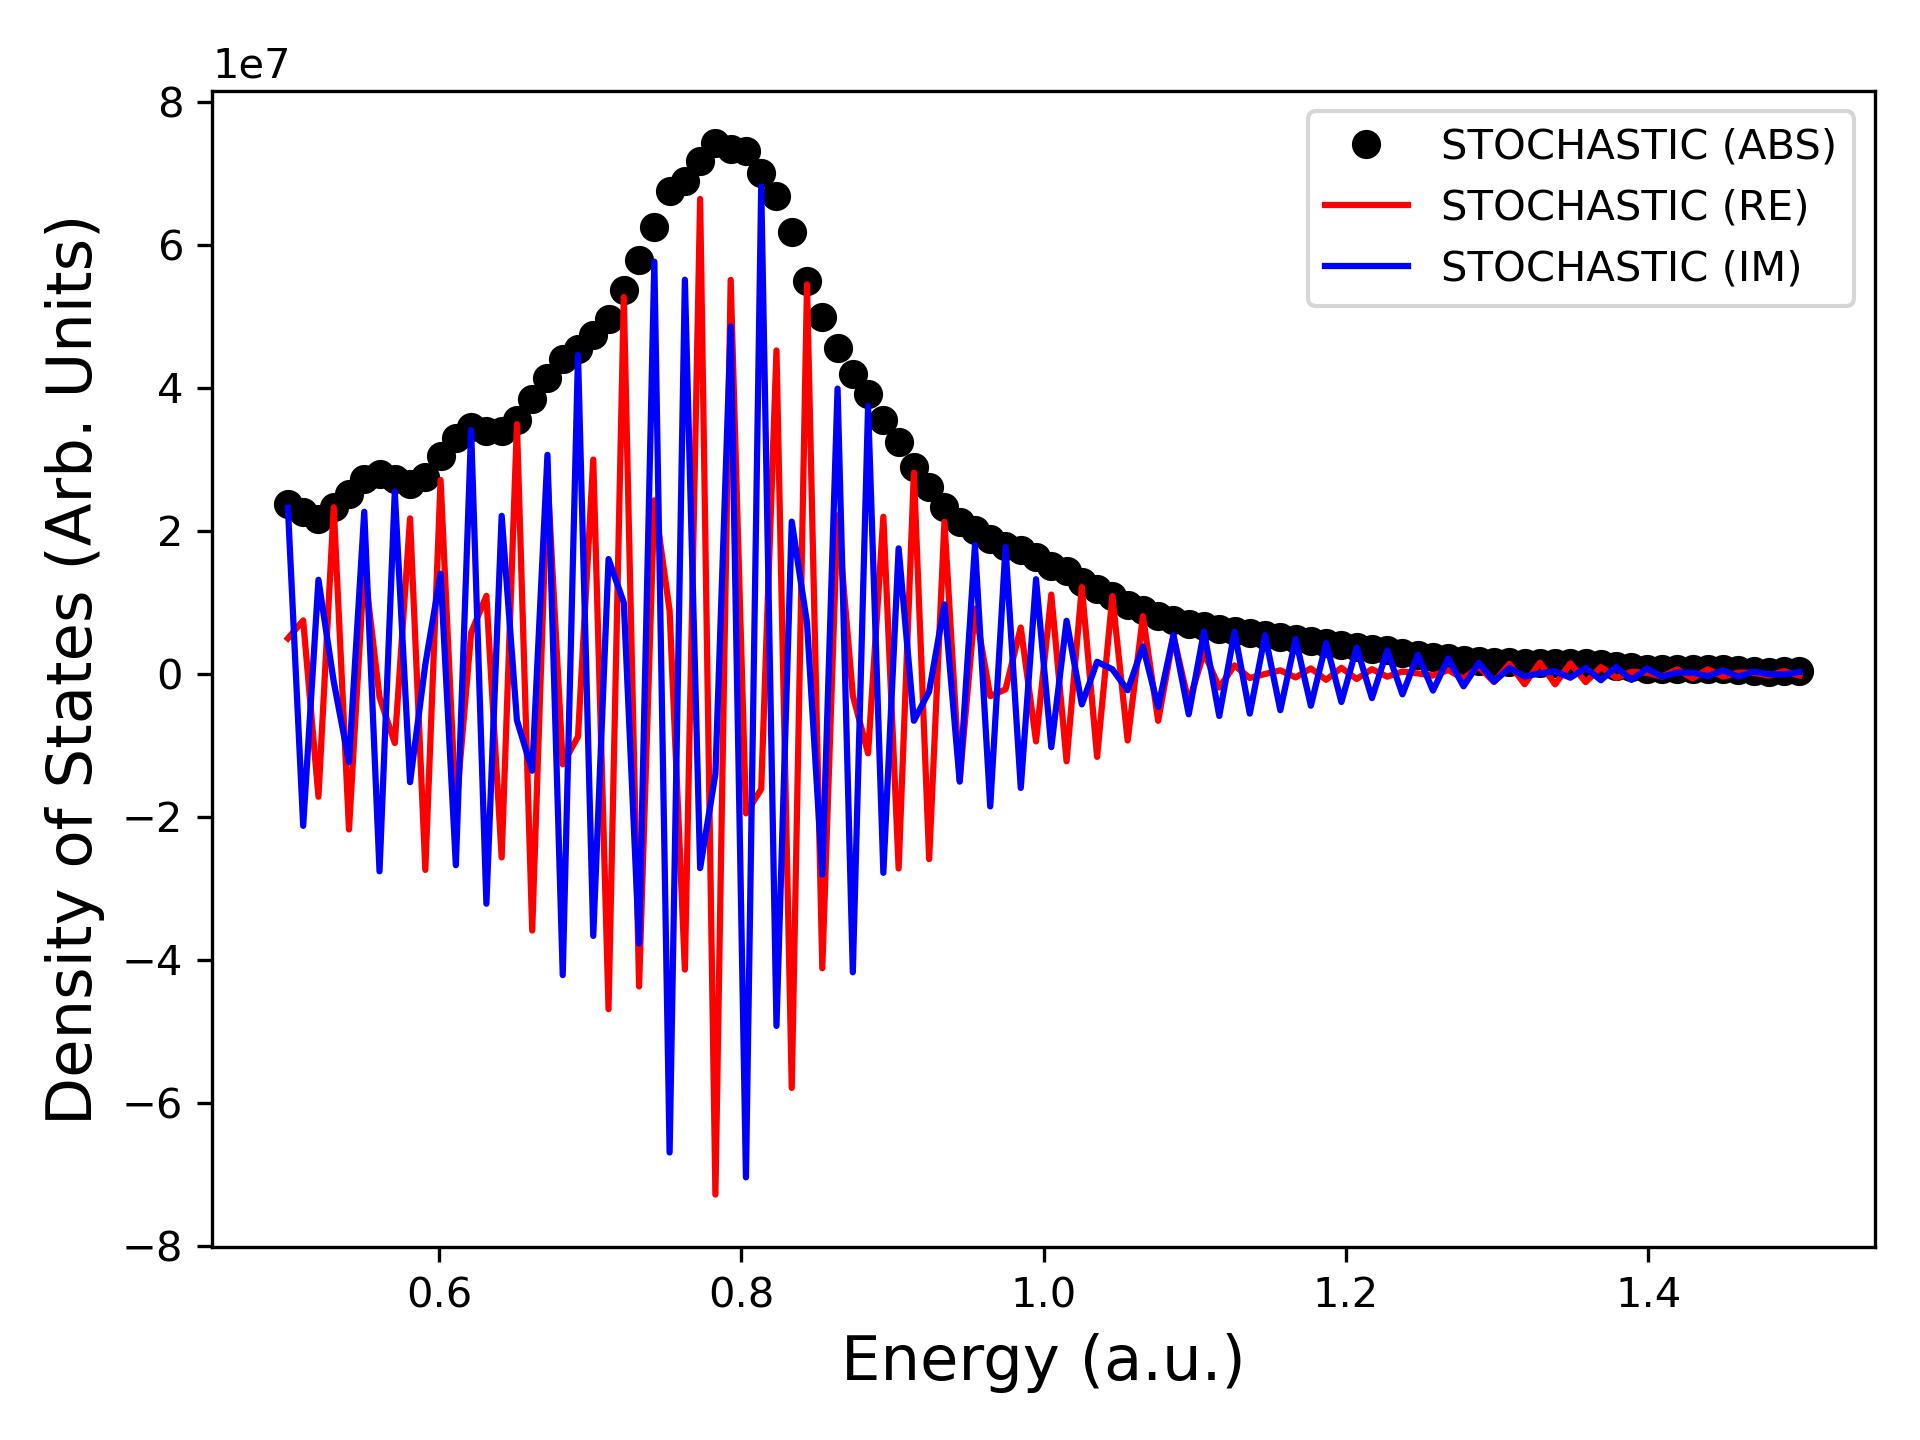 1e7
8
6
4
2
0
−2
−4
−6
−8
Density of States (Arb. Units)
STOCHASTIC (ABS)
STOCHASTIC (RE)
STOCHASTIC (IM)
0.6 0.8 1.0 1.2 1.4
Energy (a.u.)